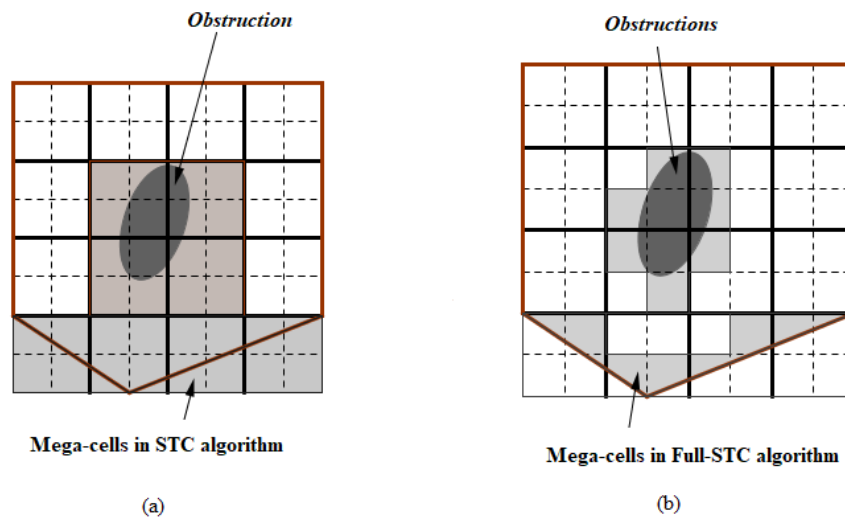 Obstruction
Obstructions
Mega-cells in STC algorithm
Mega-cells in Full-STC algorithm
(a)
(b)